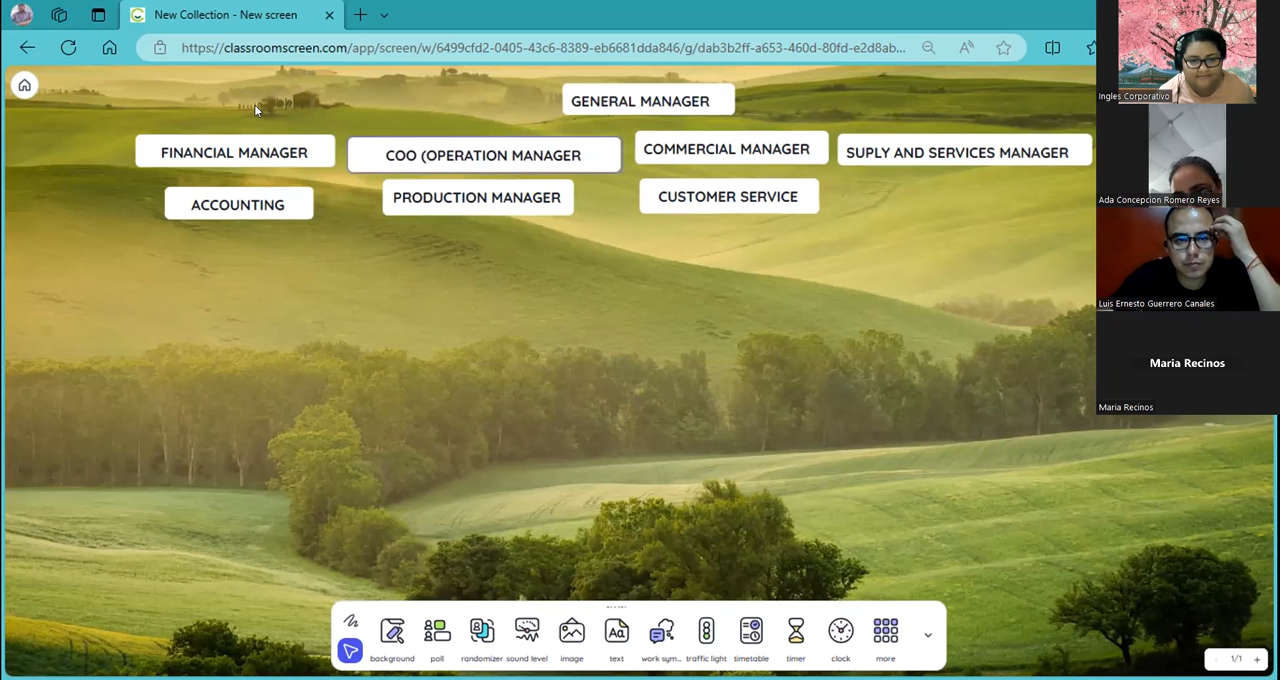 New Collection - New screen
https://classroomscreen.com/app/screen/w/6499cfd2-0405-43c6-8389-eb6681dda846/g/dab3b2ff-a653-460d-80fd-e2d8ab...
GENERAL MANAGER
FINANCIAL MANAGER
COO (OPERATION MANAGER
COMMERCIAL MANAGER
SUPLY AND SERVICES MANAGER
ACCOUNTING
PRODUCTION MANAGER
CUSTOMER SERVICE
Ingles Corporativo
Ada Concepcion Romero Reyes
Luis Ernesto Guerrero Canales
Maria Recinos
Maria Recinos
background
poll
randomizer
sound level
image
text
work sym...
traffic light
timetable
timer
clock
more
1/1